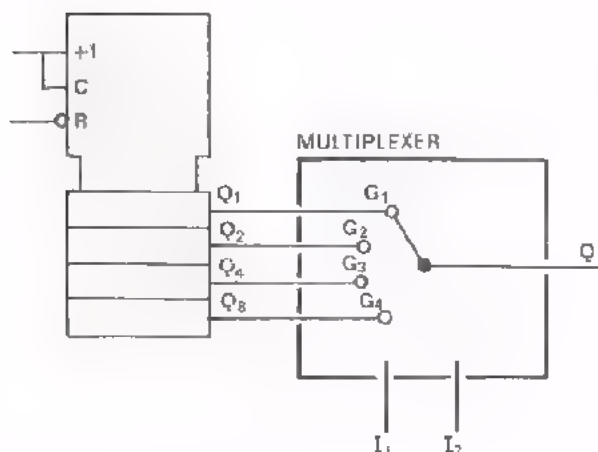 +1
C
R
MULTIPLEXER
Q1 G1
Q2 G2
Q
Q4 G3
Q8 G4
I1 I2